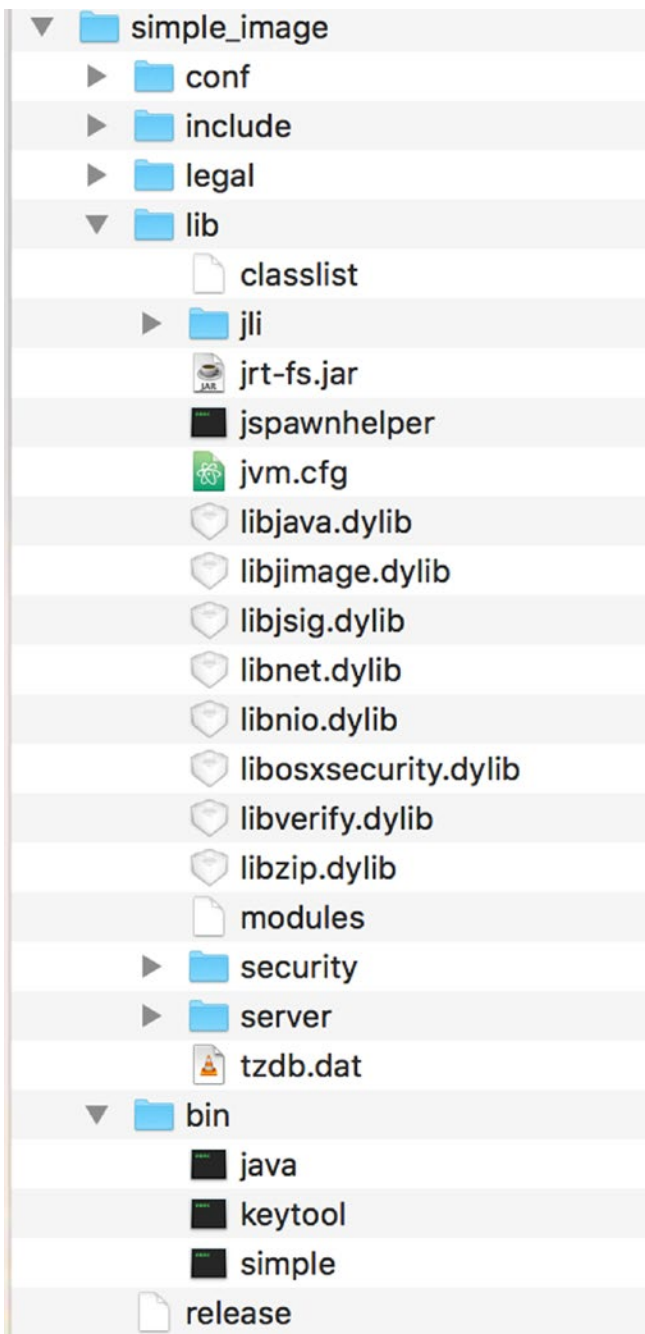 simple_image
conf
include
legal
lib
classlist
jli
jrt-fs.jar
jspawnhelper
jvm.cfg
libjava.dylib
libjimage.dylib
libjsig.dylib
libnet.dylib
libnio.dylib
libosxsecurity.dylib
libverify.dylib
libzip.dylib
modules
security
server
tzdb.dat
bin
java
keytool
simple
release